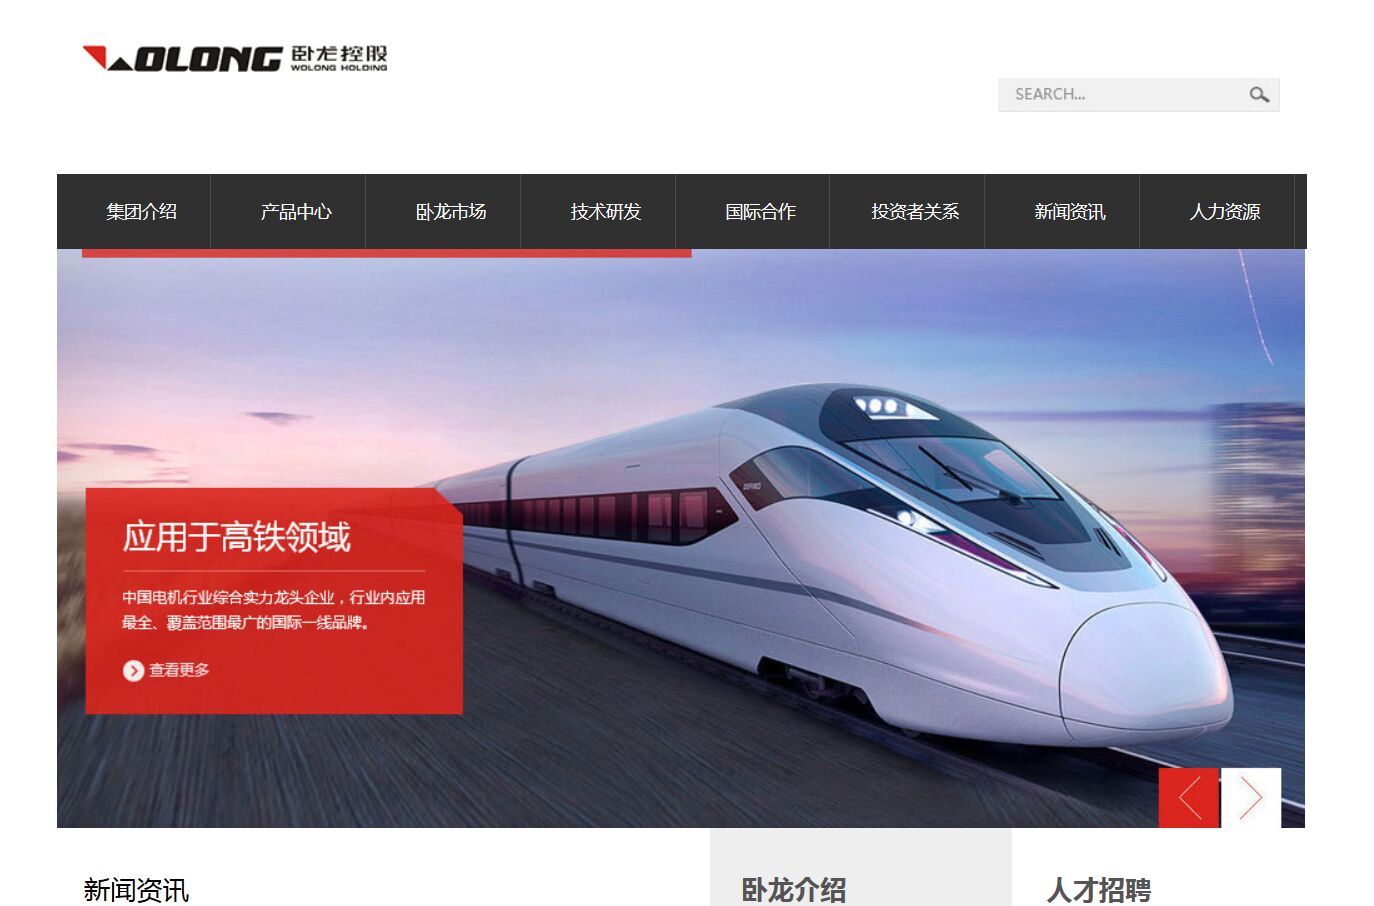 WOLONG 卧龙控股
WOLONG HOLDING
SEARCH...
集团介绍 产品中心 卧龙市场 技术研发 国际合作 投资者关系 新闻资讯 人力资源
ZEFIRO
应用于高铁领域
中国电机行业综合实力龙头企业，行业内应用
最全、覆盖范围最广的国际一线品牌。
查看更多
新闻资讯 卧龙介绍 人才招聘